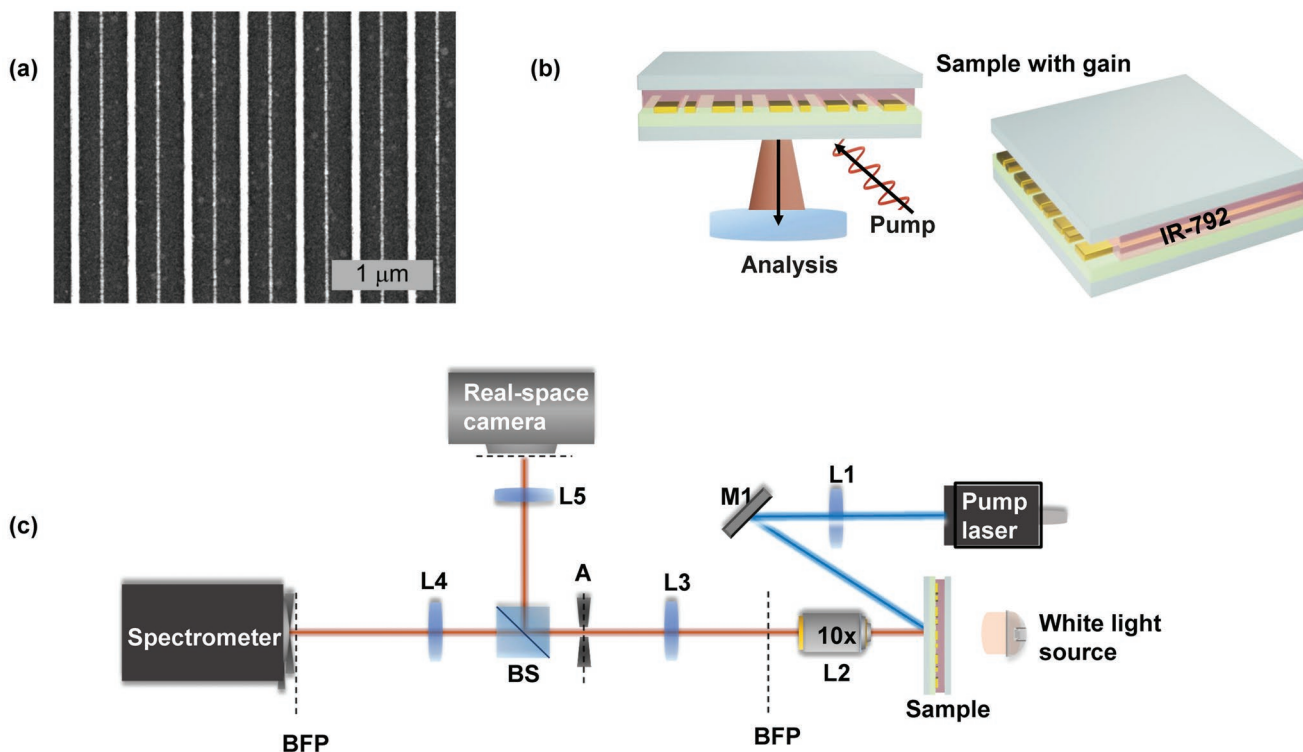 (a)
1 μm
(b)
Sample with gain
Pump
Analysis
IR-792
(c)
Real-space
camera
L5
M1
L1
Pump
laser
L4
A
L3
Spectrometer
BS
10x
L2
White light
source
Sample
BFP
BFP